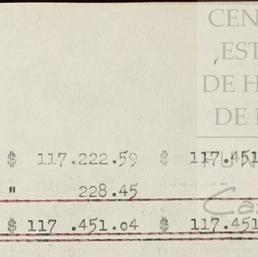 CEN
EST
DE H
DE
$ 117.222.59 $ 117.451
" 228.45
$ 117 .451.04 $ 117.451